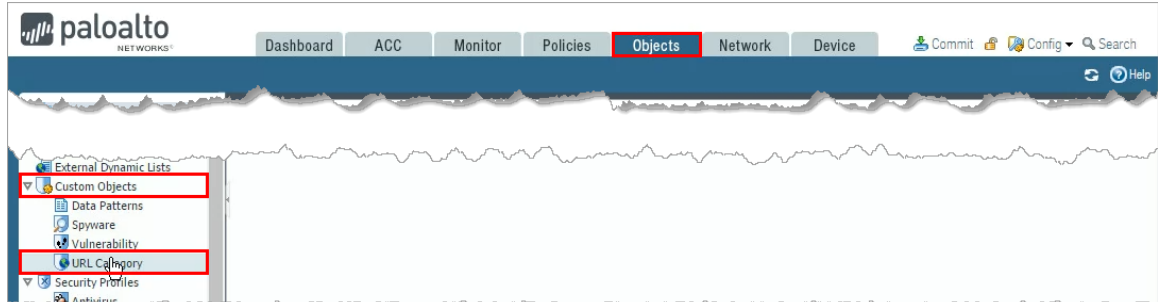 paloalto
NETWORKS®
Dashboard ACC Monitor Policies Objects Network Device Commit Config Search
Help
External Dynamic Lists
Custom Objects
Data Patterns
Spyware
Vulnerability
URL Category
Security Profiles
Antivirus